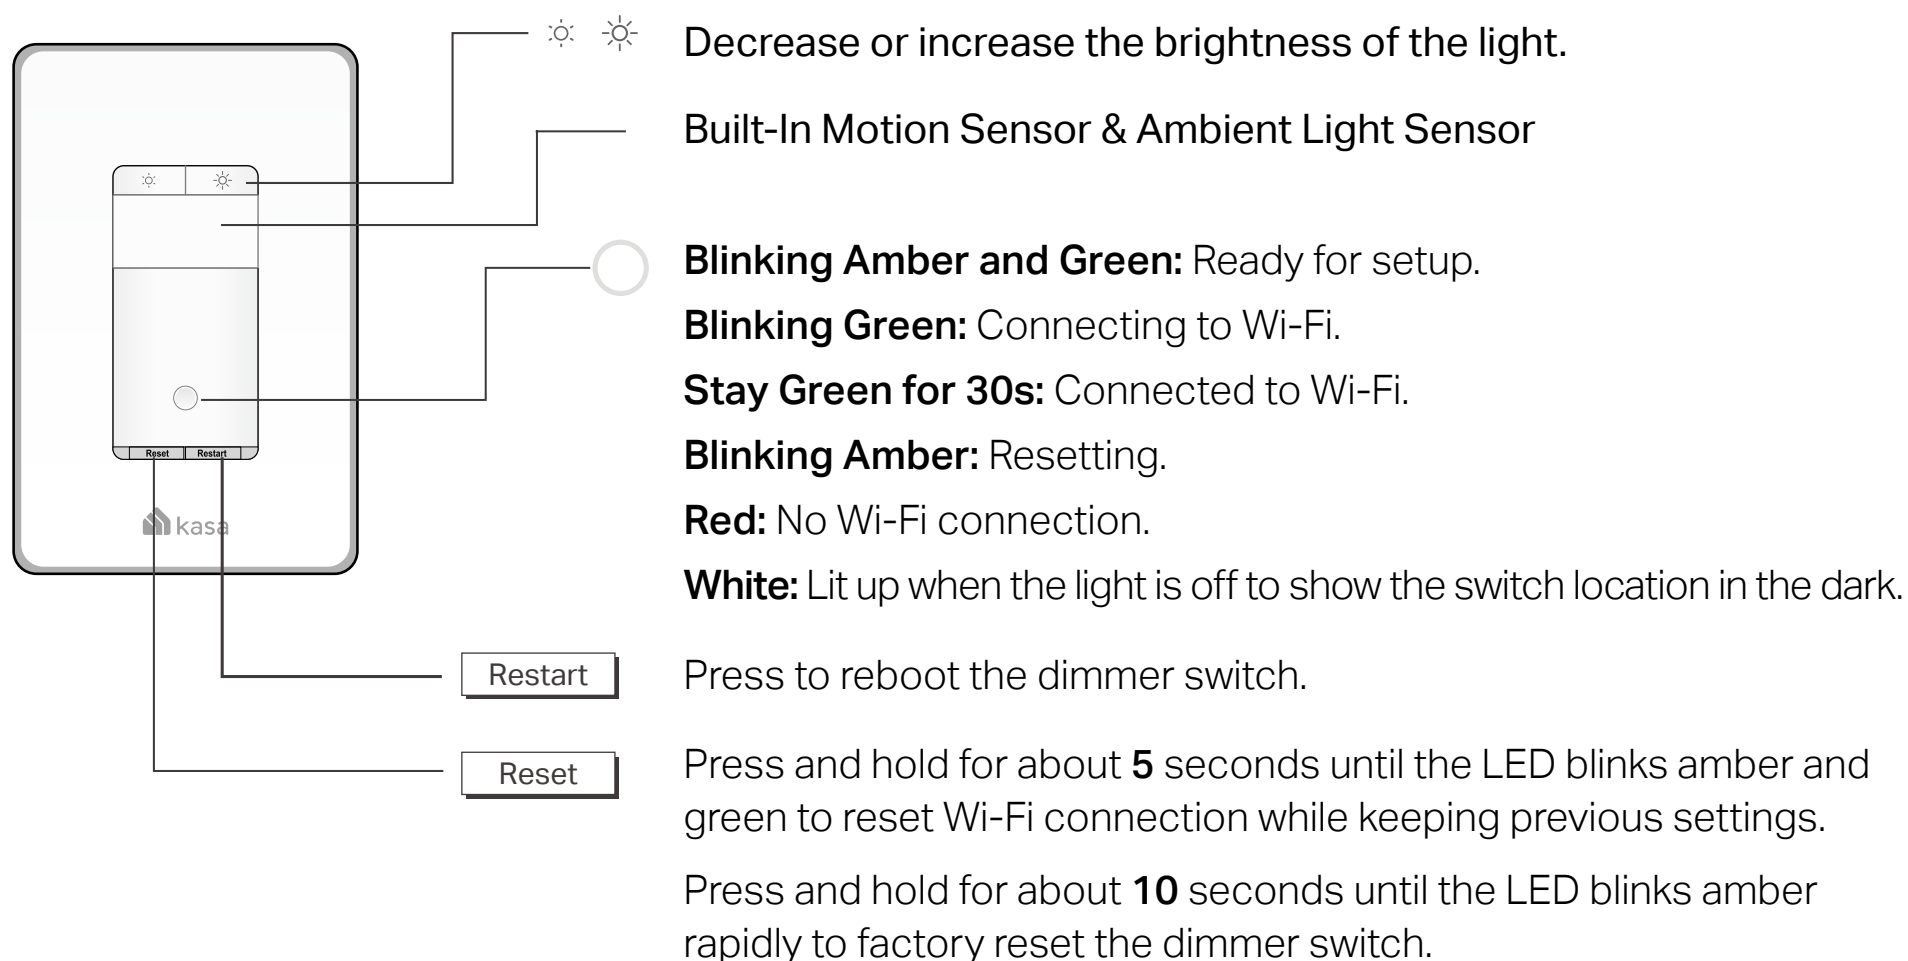 Decrease or increase the brightness of the light.
Built-In Motion Sensor & Ambient Light Sensor
Blinking Amber and Green: Ready for setup.
Blinking Green: Connecting to Wi-Fi.
Stay Green for 30s: Connected to Wi-Fi.
Blinking Amber: Resetting.
Red: No Wi-Fi connection.
White: Lit up when the light is off to show the switch location in the dark.
Reset Restart
kasa
Restart
Press to reboot the dimmer switch.
Reset
Press and hold for about 5 seconds until the LED blinks amber and
green to reset Wi-Fi connection while keeping previous settings.
Press and hold for about 10 seconds until the LED blinks amber
rapidly to factory reset the dimmer switch.